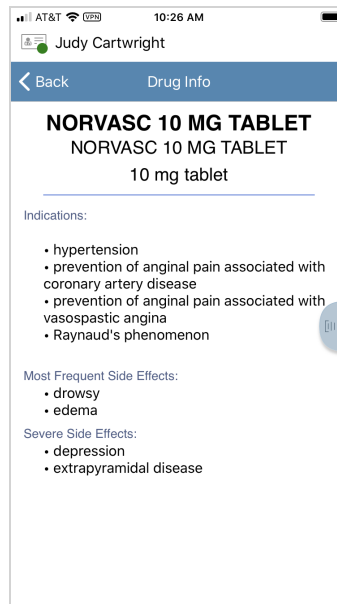 AT&T VPN 10:26 AM
Judy Cartwright
Back Drug Info
NORVASC 10 MG TABLET
NORVASC 10 MG TABLET
10 mg tablet
Indications:
• hypertension
• prevention of anginal pain associated with
coronary artery disease
• prevention of anginal pain associated with
vasospastic angina
• Raynaud's phenomenon
Most Frequent Side Effects:
• drowsy
• edema
Severe Side Effects:
• depression
• extrapyramidal disease